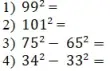 1) 99² =
2) 101² =
3) 75² − 65² =
4) 34² − 33² =